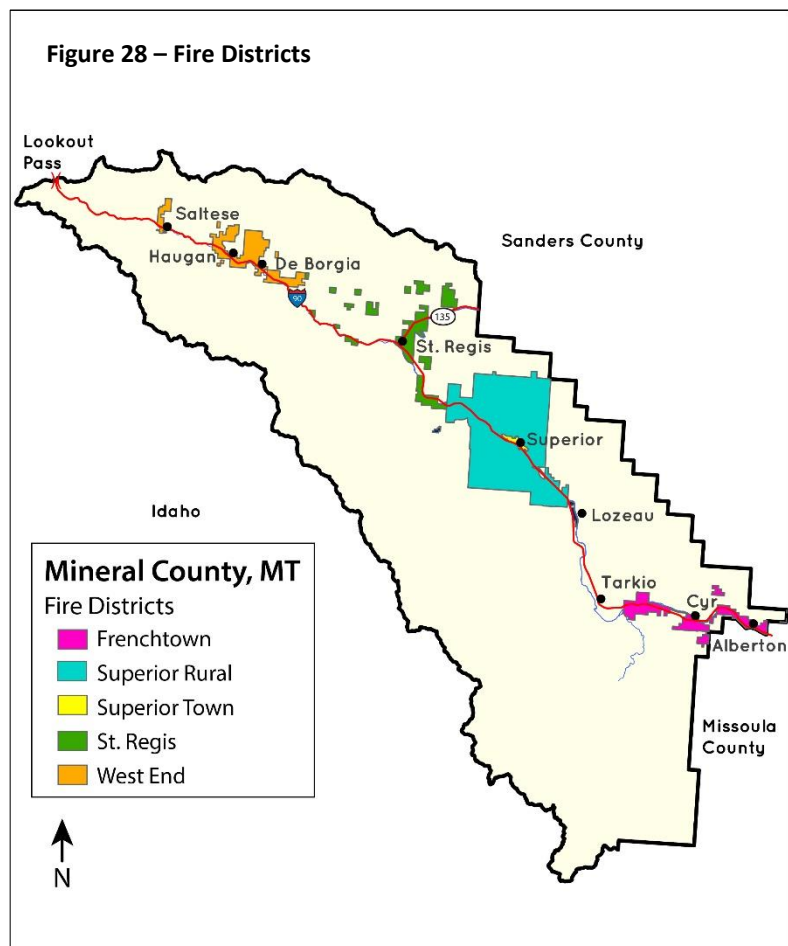 Figure 28 – Fire Districts
Lookout
Pass
Saltese
Sanders County
Haugan
De Borgia
90
135
St. Regis
Superior
Idaho
Lozeau
Mineral County, MT
Fire Districts
Frenchtown
Superior Rural
Superior Town
St. Regis
West End
Tarkio
Cyr
Alberton
Missoula
County
N